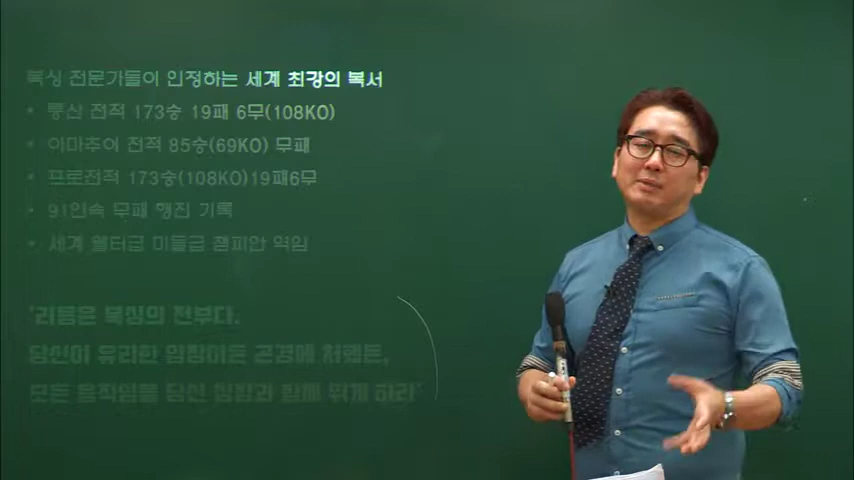 복싱 전문가들이 인정하는 세계 최강의 복서
• 통산 전적 173승 19패 6무(108KO)
• 아마추어 전적 85승(69KO) 무패
• 프로전적 173승(108KO)19패6무
• 91연속 무패 행진 기록
• 세계 웰터급 미들급 챔피언 역임
'리듬은 복싱의 전부다.
당신이 유리한 입장이든 곤경에 처했든,
모든 움직임을 당신 심장과 함께 뛰게 하라'